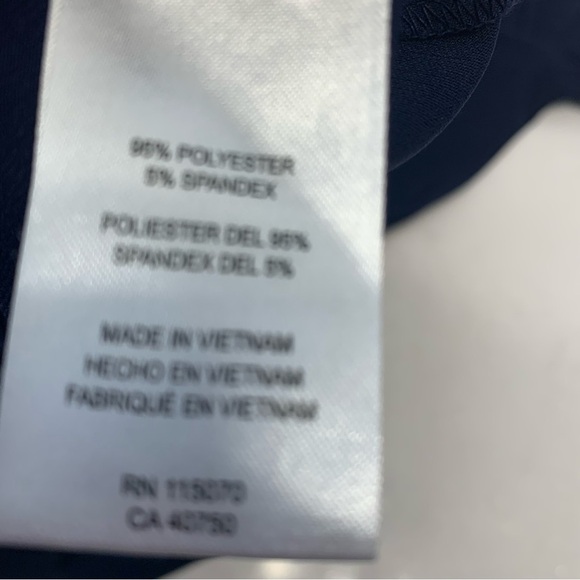 95% POLYESTER
5% SPANDEX
POLIESTER DEL 95%
SPANDEX DEL 5%
MADE IN VIETNAM
HECHO EN VIETNAM
FABRIQUÉ EN VIETNAM
RN 115070
CA 40750